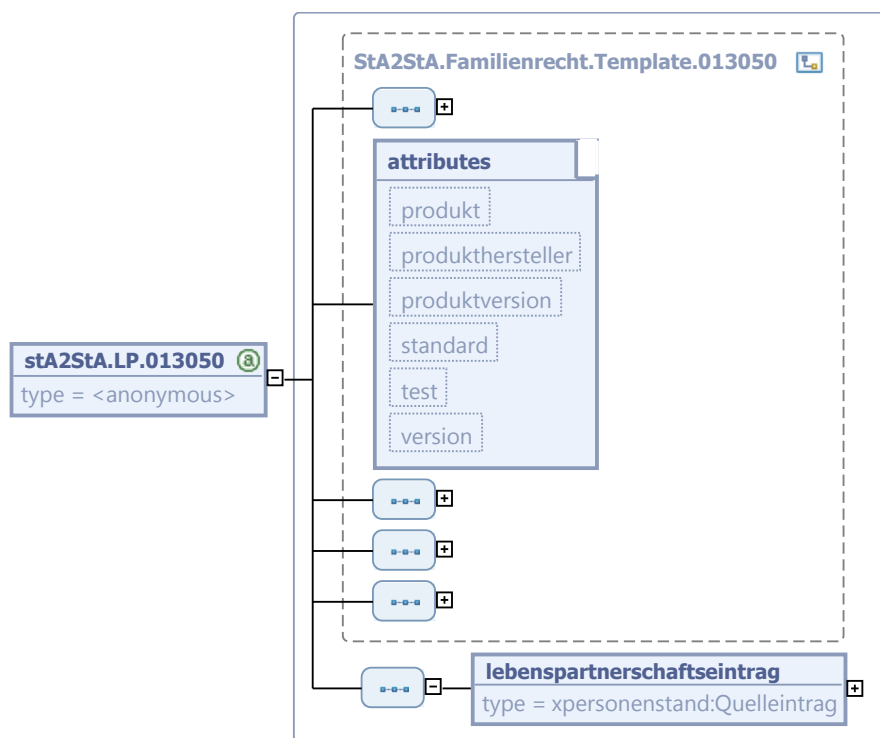 StA2StA.Familienrecht.Template.013050
attributes
produkt
produkthersteller
produktversion
standard
test
version
stA2StA.LP.013050 a
type = <anonymous>
lebenspartnerschaftseintrag
type = xpersonenstand:Quelleintrag